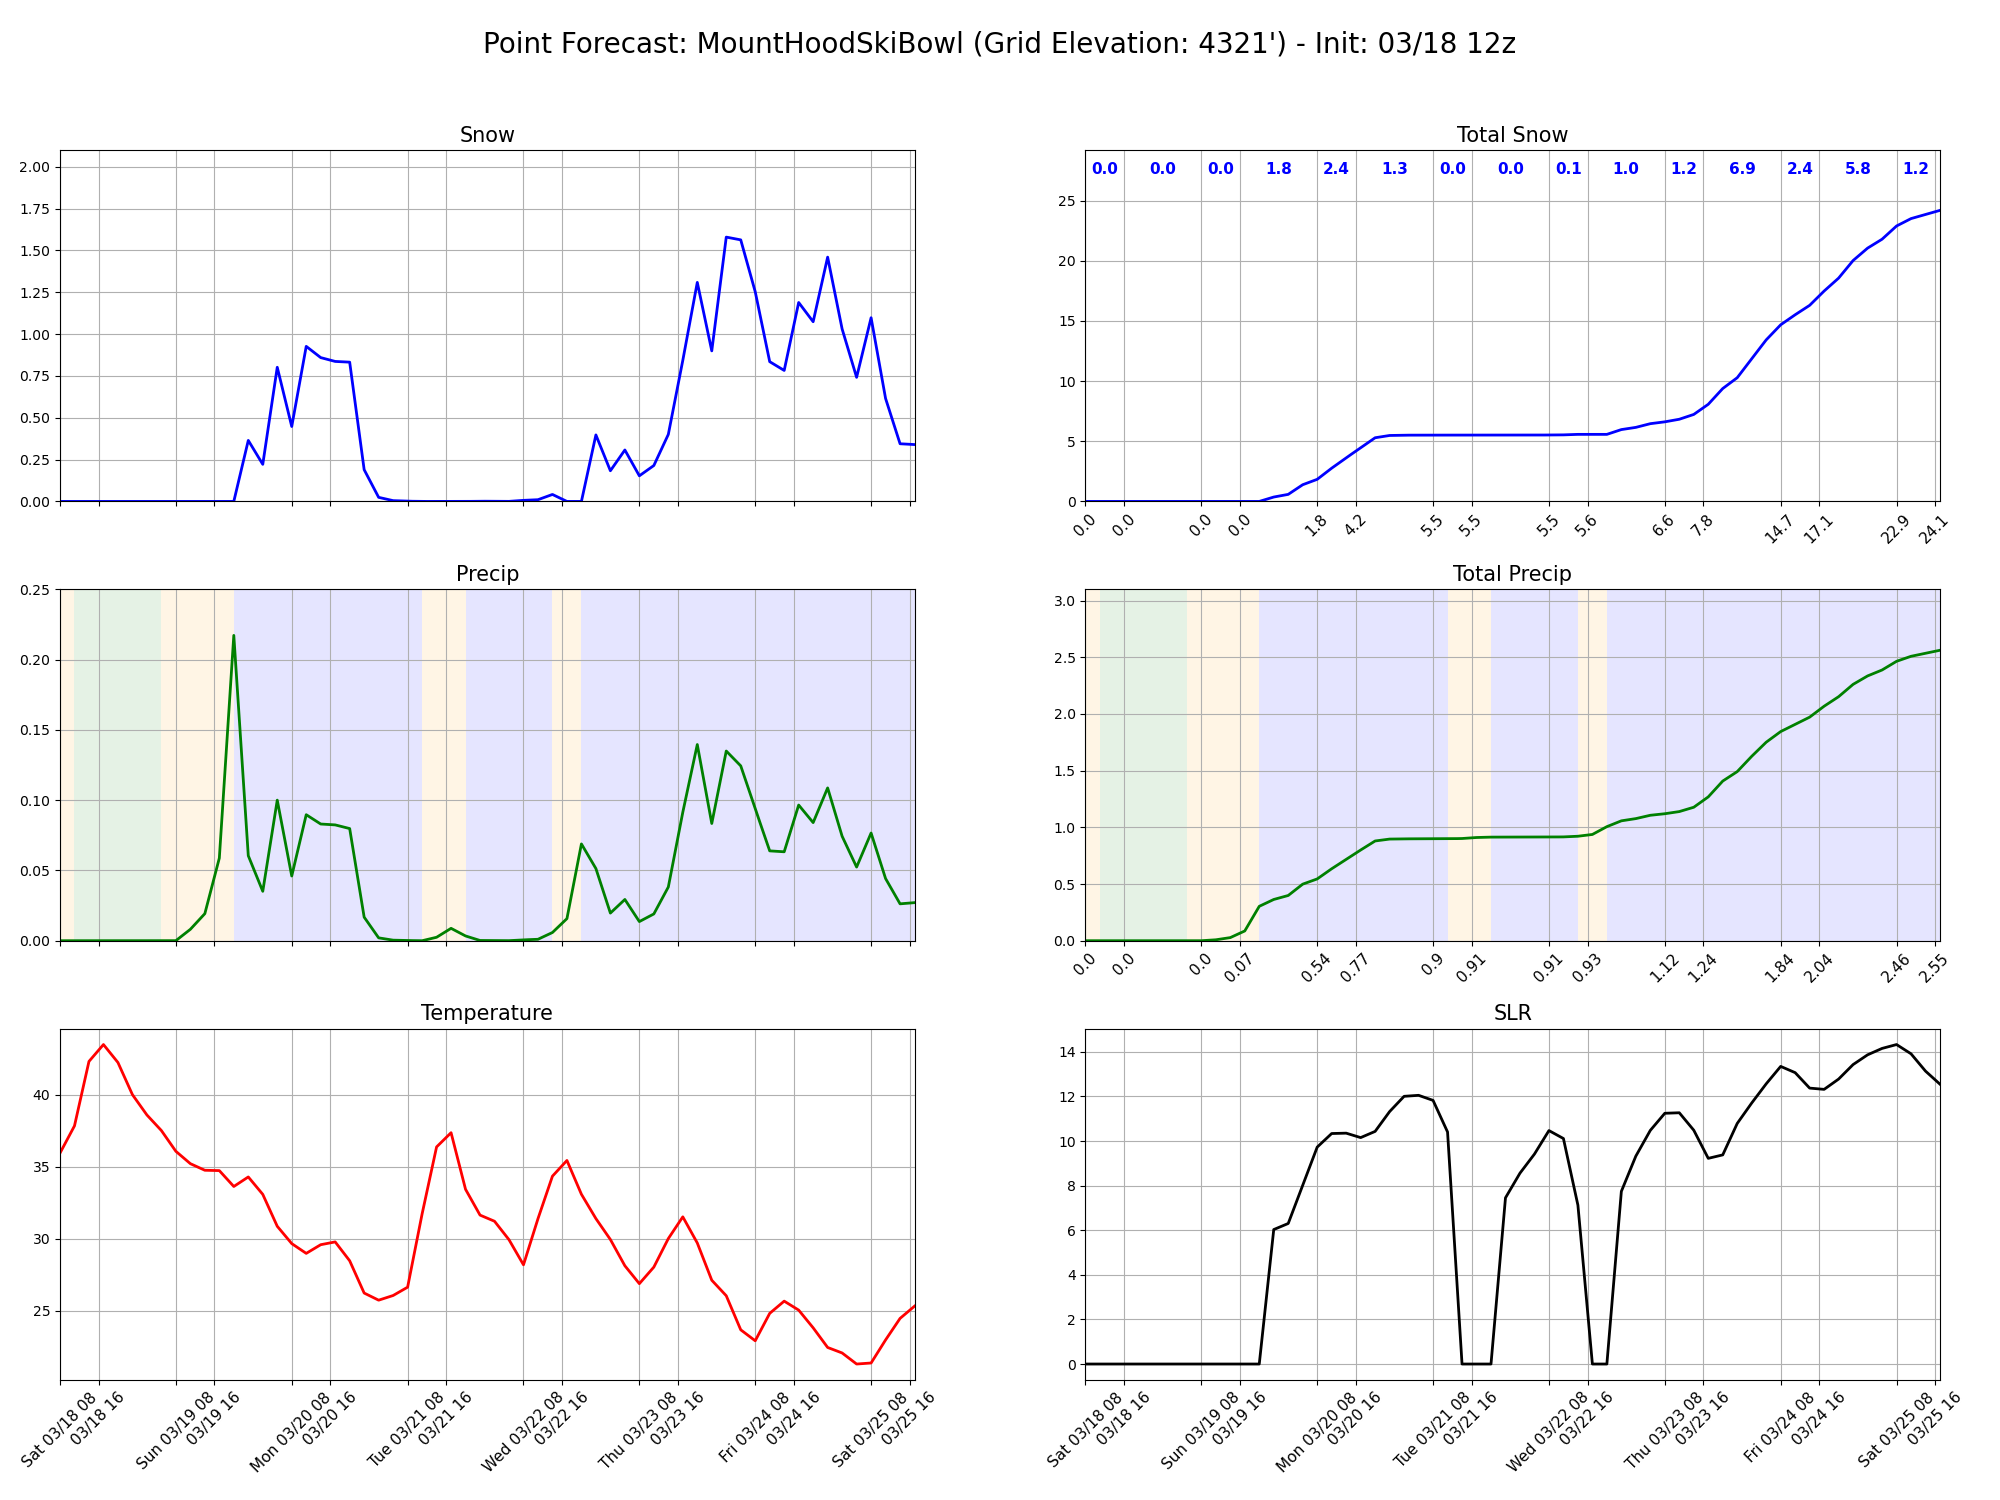 Point Forecast: MountHoodSkiBowl (Grid Elevation: 4321') - Init: 03/18 12z
Snow
2.00
1.75
1.50
1.25
1.00
0.75
0.50
0.25
0.00
Total Snow
0.0 0.0 0.0 1.8 2.4 1.3 0.0 0.0 0.1 1.0 1.2 6.9 2.4 5.8 1.2
25
20
15
10
5
0
0.0 0.0 0.0 0.0 1.8 4.2 5.5 5.5 5.5 5.6 6.6 7.8 14.7 17.1 22.9 24.1
Precip
0.25
0.20
0.15
0.10
0.05
0.00
Total Precip
3.0
2.5
2.0
1.5
1.0
0.5
0.0
0.0 0.0 0.0 0.07 0.54 0.77 0.9 0.91 0.91 0.93 1.12 1.24 1.84 2.04 2.46 2.55
Temperature
40
35
30
25
Sat 03/18 08
03/18 16
Sun 03/19 08
03/19 16
Mon 03/20 08
03/20 16
Tue 03/21 08
03/21 16
Wed 03/22 08
03/22 16
Thu 03/23 08
03/23 16
Fri 03/24 08
03/24 16
Sat 03/25 08
03/25 16
SLR
14
12
10
8
6
4
2
0
Sat 03/18 08
03/18 16
Sun 03/19 08
03/19 16
Mon 03/20 08
03/20 16
Tue 03/21 08
03/21 16
Wed 03/22 08
03/22 16
Thu 03/23 08
03/23 16
Fri 03/24 08
03/24 16
Sat 03/25 08
03/25 16